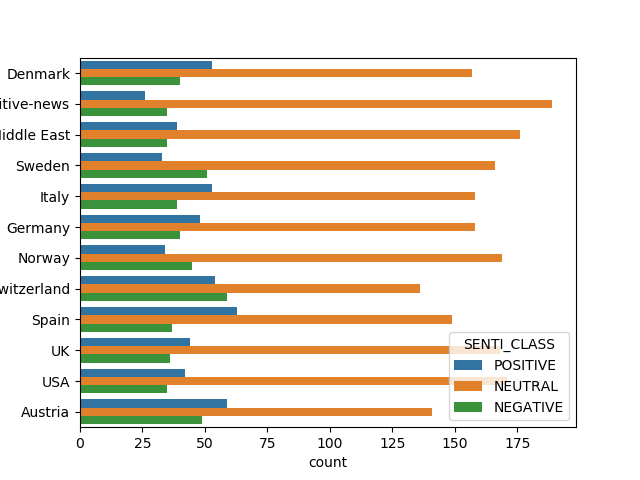 Denmark
itive-news
iddle East
Sweden
Italy
Germany
Norway
witzerland
Spain
UK
USA
Austria
SENTI_CLASS
POSITIVE
NEUTRAL
NEGATIVE
0 25 50 75 100 125 150 175
count